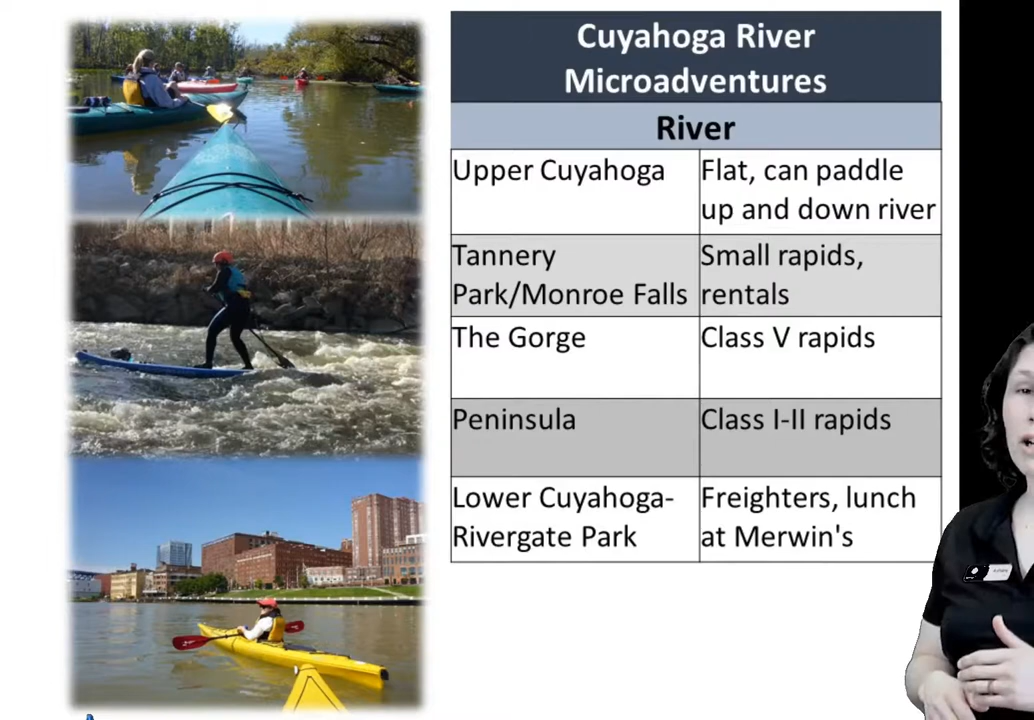 Cuyahoga River
Microadventures
River
Upper Cuyahoga
Flat, can paddle
up and down river
Tannery
Park/Monroe Falls
Small rapids,
rentals
The Gorge
Class V rapids
Peninsula
Class I-II rapids
Lower Cuyahoga-
Rivergate Park
Freighters, lunch
at Merwin's